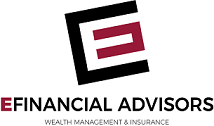 EFINANCIAL ADVISORS
WEALTH MANAGEMENT & INSURANCE